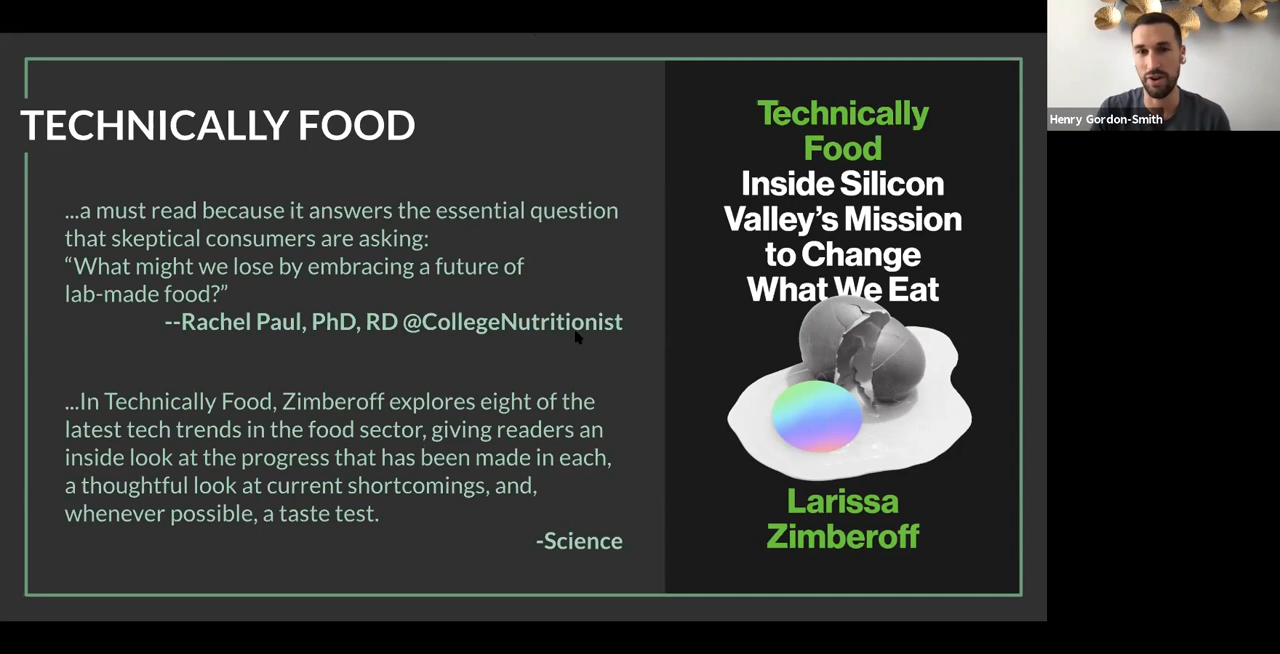 TECHNICALLY FOOD
...a must read because it answers the essential question
that skeptical consumers are asking:
“What might we lose by embracing a future of
lab-made food?”
--Rachel Paul, PhD, RD @CollegeNutritionist
...In Technically Food, Zimberoff explores eight of the
latest tech trends in the food sector, giving readers an
inside look at the progress that has been made in each,
a thoughtful look at current shortcomings, and,
whenever possible, a taste test.
-Science
Technically
Food
Inside Silicon
Valley’s Mission
to Change
What We Eat
Larissa
Zimberoff
Henry Gordon-Smith